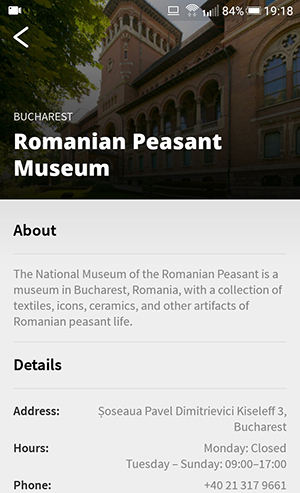 84% 19:18
BUCHAREST
Romanian Peasant
Museum
About
The National Museum of the Romanian Peasant is a
museum in Bucharest, Romania, with a collection of
textiles, icons, ceramics, and other artifacts of
Romanian peasant life.
Details
Address: Șoseaua Pavel Dimitrievici Kiseleff 3,
Bucharest
Hours: Monday: Closed
Tuesday – Sunday: 09:00–17:00
Phone: +40 21 317 9661